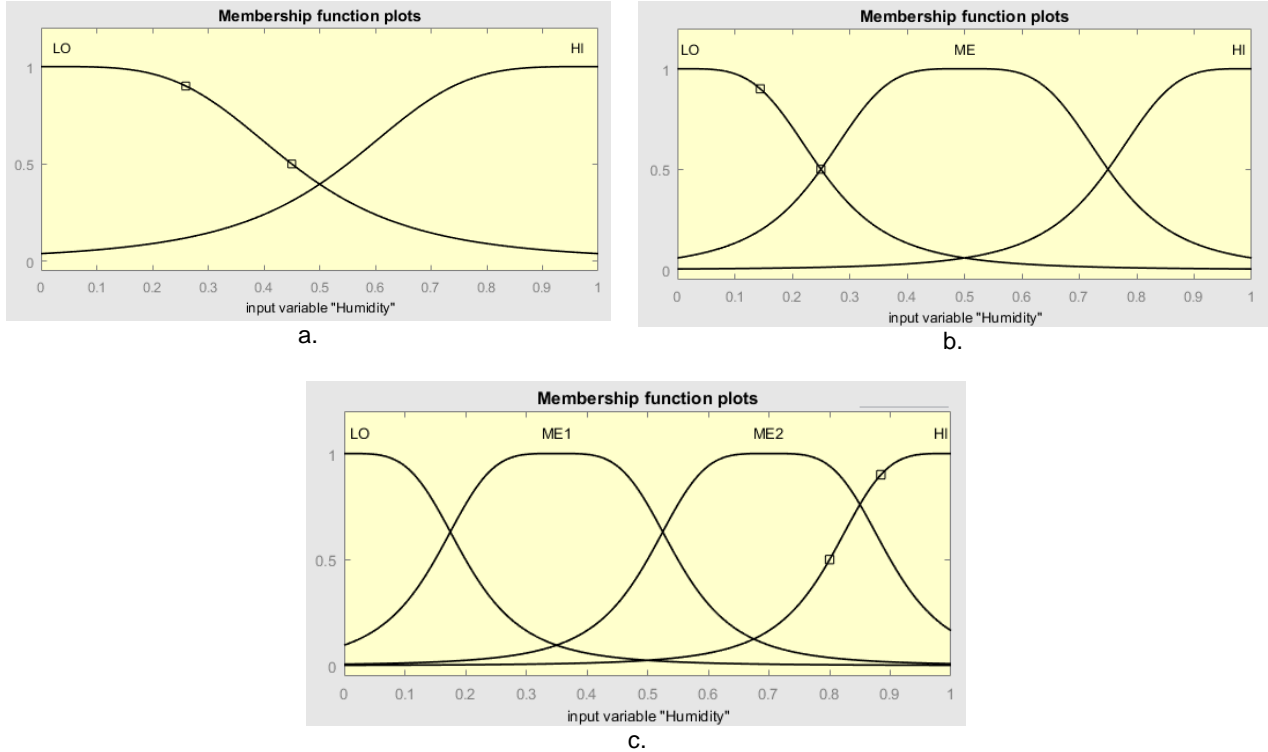 Membership function plots
LO HI
1
0.5
0
0 0.1 0.2 0.3 0.4 0.5 0.6 0.7 0.8 0.9 1
input variable "Humidity"
a.
Membership function plots
LO ME HI
1
0.5
0
0 0.1 0.2 0.3 0.4 0.5 0.6 0.7 0.8 0.9 1
input variable "Humidity"
b.
Membership function plots
LO ME1 ME2 HI
1
0.5
0
0 0.1 0.2 0.3 0.4 0.5 0.6 0.7 0.8 0.9 1
input variable "Humidity"
c.